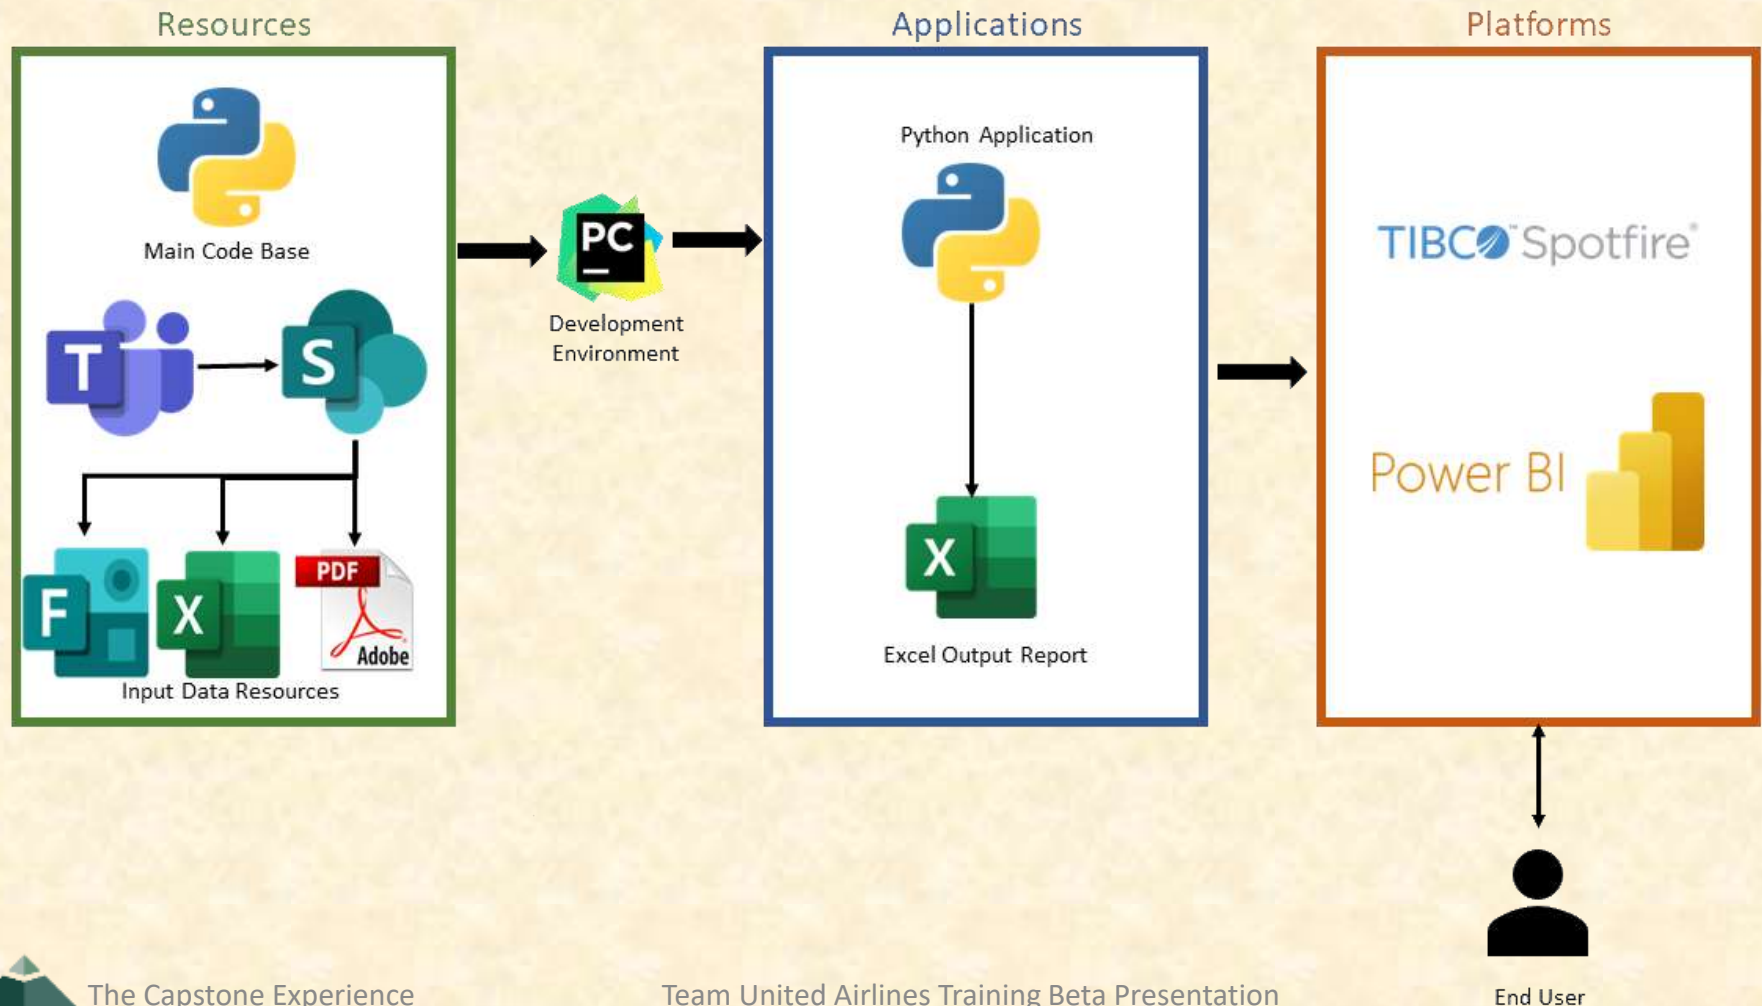 Resources
Applications
Platforms
Main Code Base
T
S
F
X
PDF
Adobe
Input Data Resources
PC
Development
Environment
Python Application
X
Excel Output Report
TIBCO™ Spotfire®
Power BI
End User
The Capstone Experience
Team United Airlines Training Beta Presentation